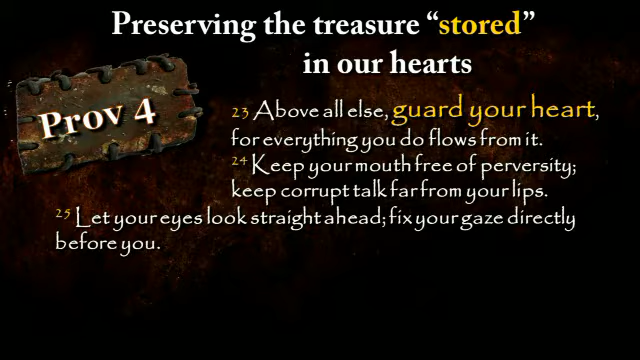 Preserving the treasure “stored”
in our hearts
Prov 4
23 Above all else, guard your heart,
for everything you do flows from it.
24 Keep your mouth free of perversity;
keep corrupt talk far from your lips.
25 Let your eyes look straight ahead; fix your gaze directly
before you.